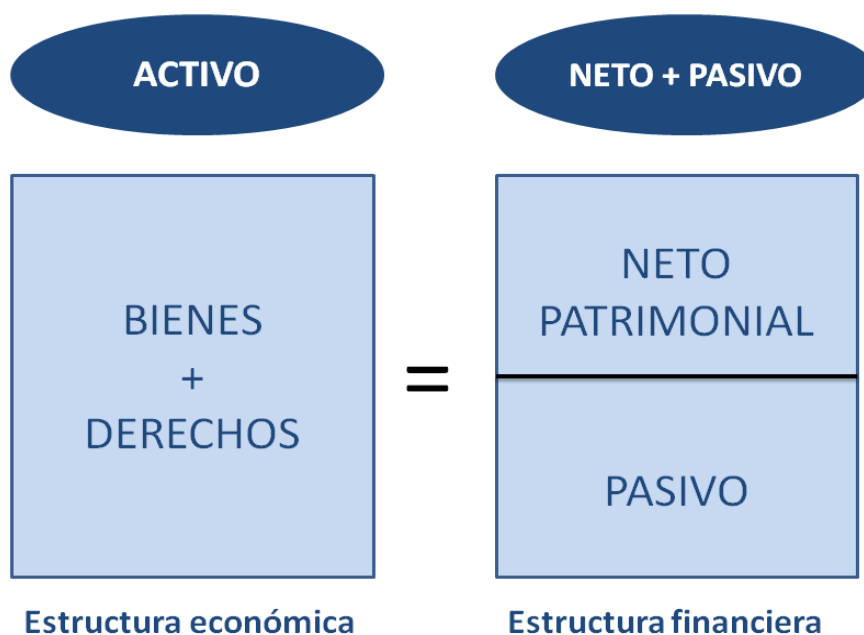 ACTIVO
NETO + PASIVO
BIENES
+
DERECHOS
=
NETO
PATRIMONIAL
PASIVO
Estructura económica
Estructura financiera